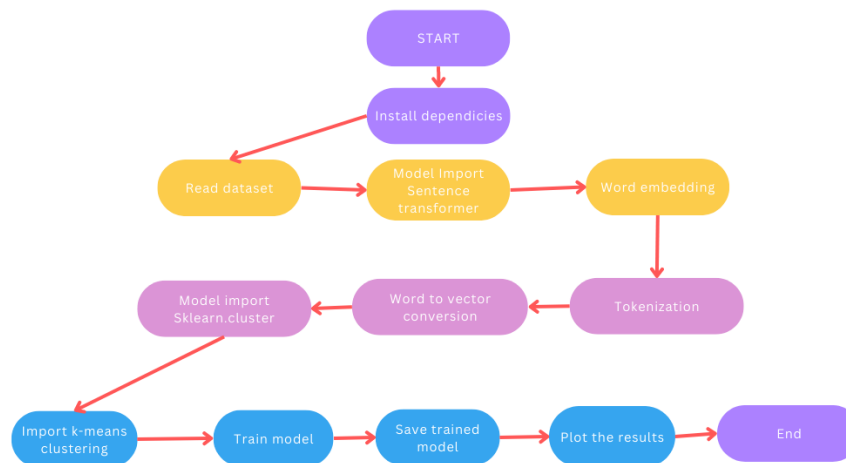 START
Install dependicies
Read dataset
Model Import
Sentence
transformer
Word embedding
Tokenization
Word to vector
conversion
Model import
Sklearn.cluster
Import k-means
clustering
Train model
Save trained
model
Plot the results
End